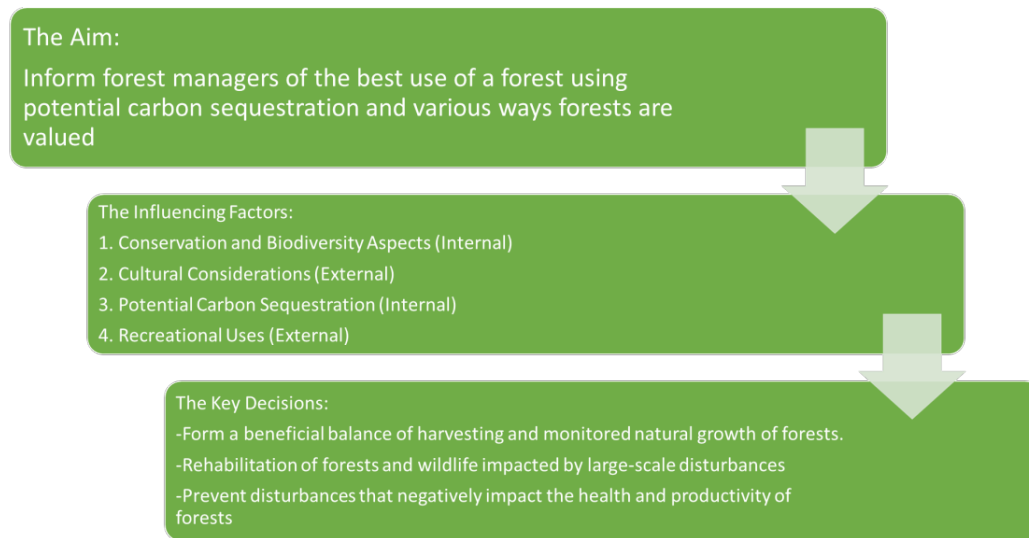 The Aim:
Inform forest managers of the best use of a forest using
potential carbon sequestration and various ways forests are
valued
The Influencing Factors:
1. Conservation and Biodiversity Aspects (Internal)
2. Cultural Considerations (External)
3. Potential Carbon Sequestration (Internal)
4. Recreational Uses (External)
The Key Decisions:
-Form a beneficial balance of harvesting and monitored natural growth of forests.
-Rehabilitation of forests and wildlife impacted by large-scale disturbances
-Prevent disturbances that negatively impact the health and productivity of
forests